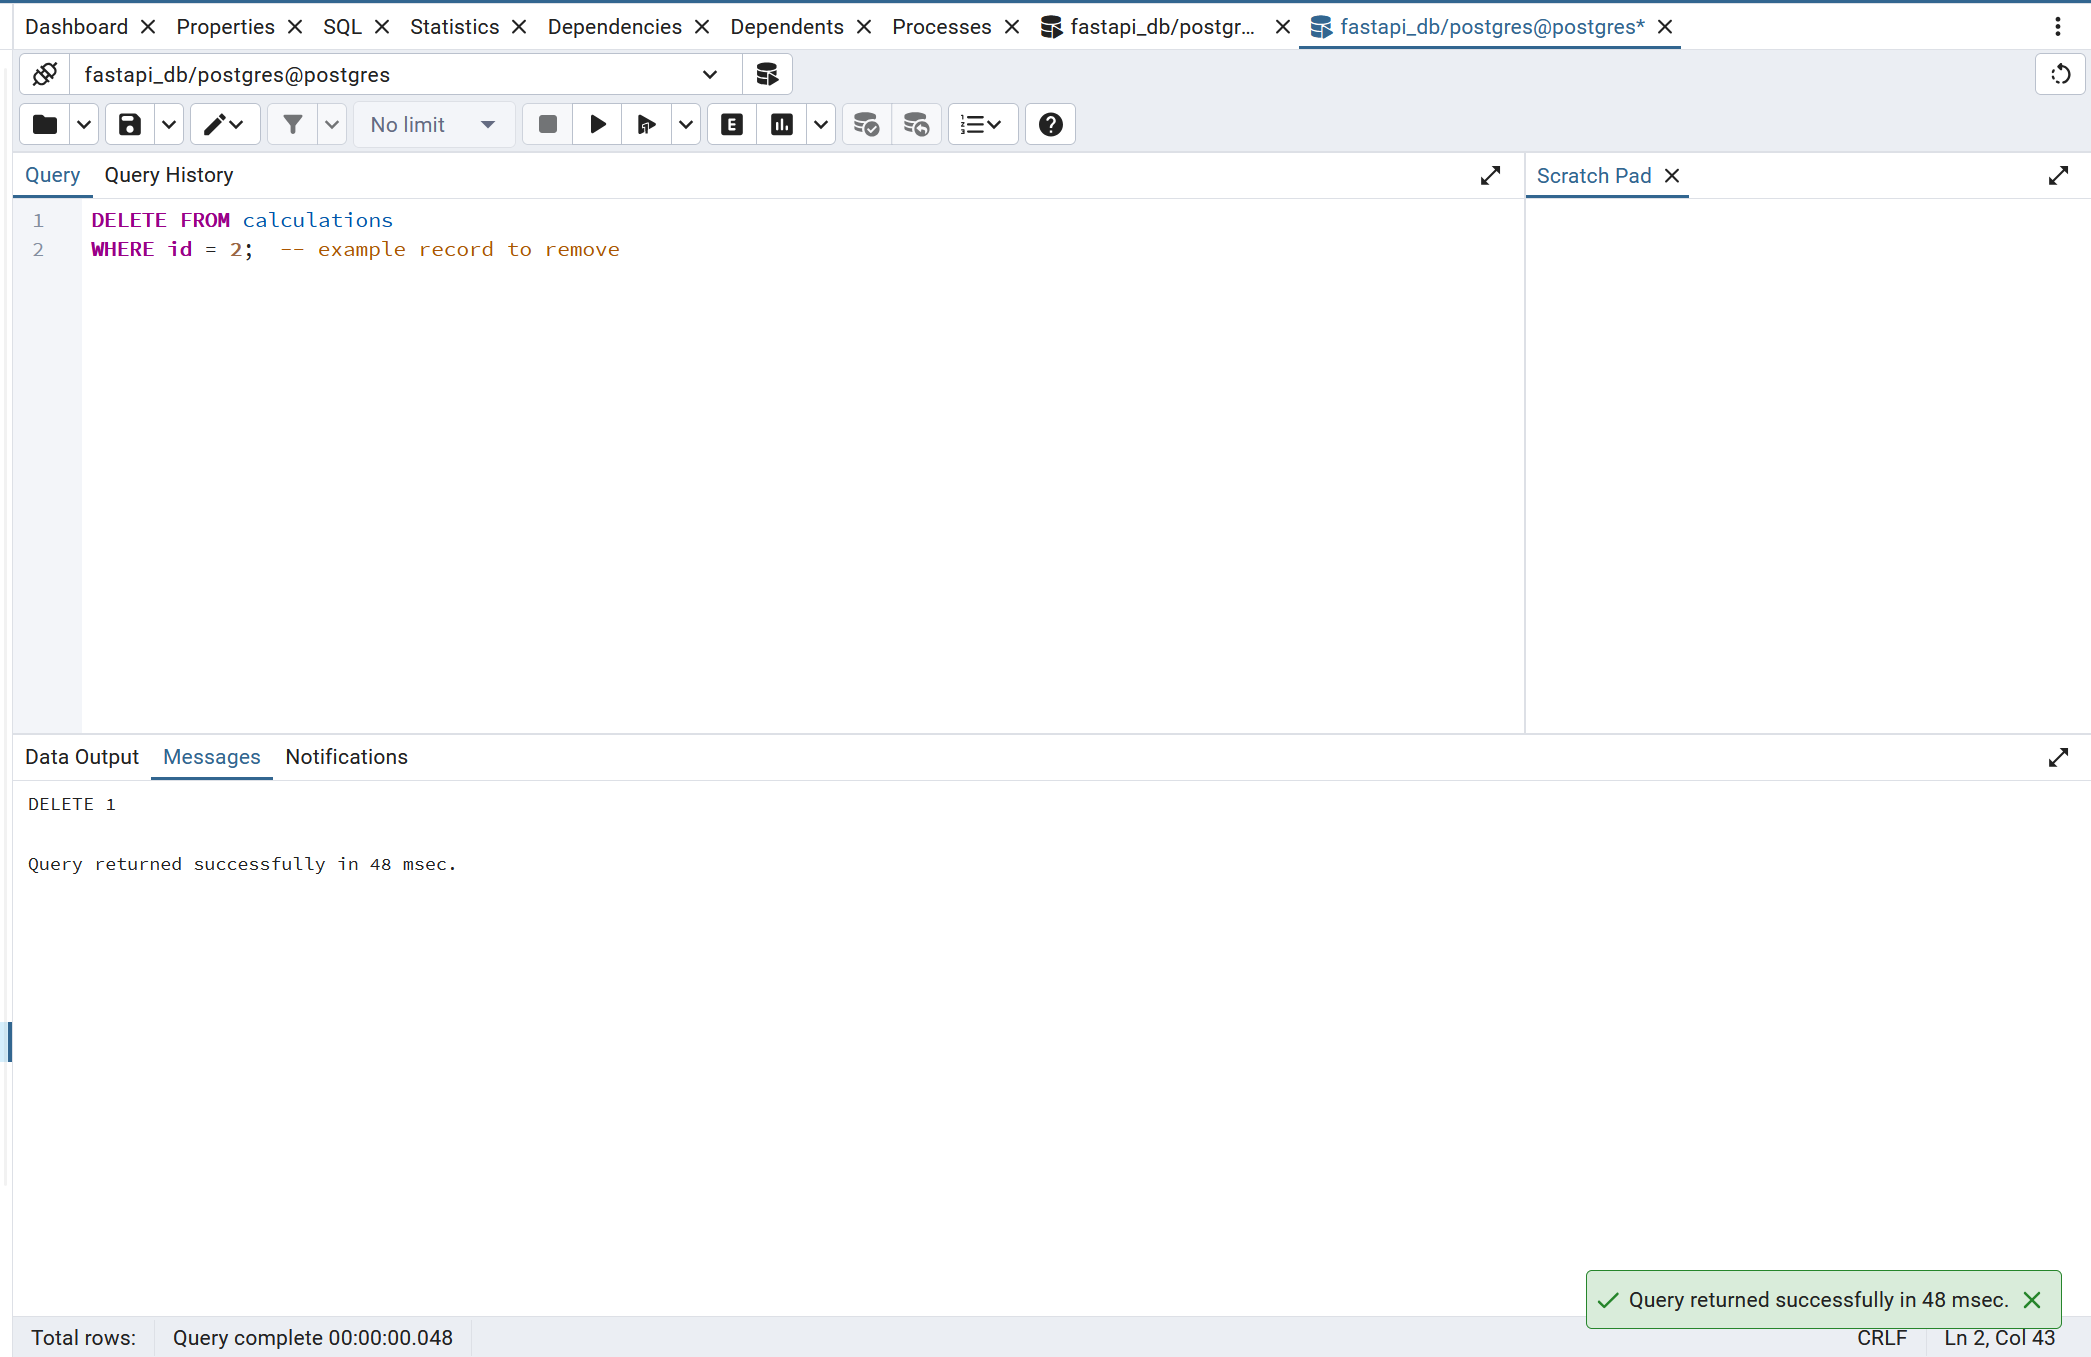 Dashboard Properties SQL Statistics Dependencies Dependents Processes fastapi_db/postgr... fastapi_db/postgres@postgres*
fastapi_db/postgres@postgres
No limit E
Query Query History Scratch Pad
1 DELETE FROM calculations
2 WHERE id = 2;  -- example record to remove
Data Output Messages Notifications
DELETE 1
Query returned successfully in 48 msec.
Query returned successfully in 48 msec.
Total rows: Query complete 00:00:00.048 CRLF Ln 2, Col 43